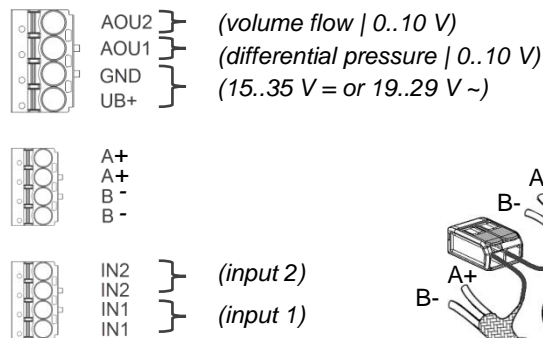 AOU2 (volume flow | 0..10 V)
AOU1 (differential pressure | 0..10 V)
GND (15..35 V = or 19..29 V ~)
UB+
A+
A+
B -
B -
A
B-
A+
B-
IN2 (input 2)
IN2
IN1 (input 1)
IN1